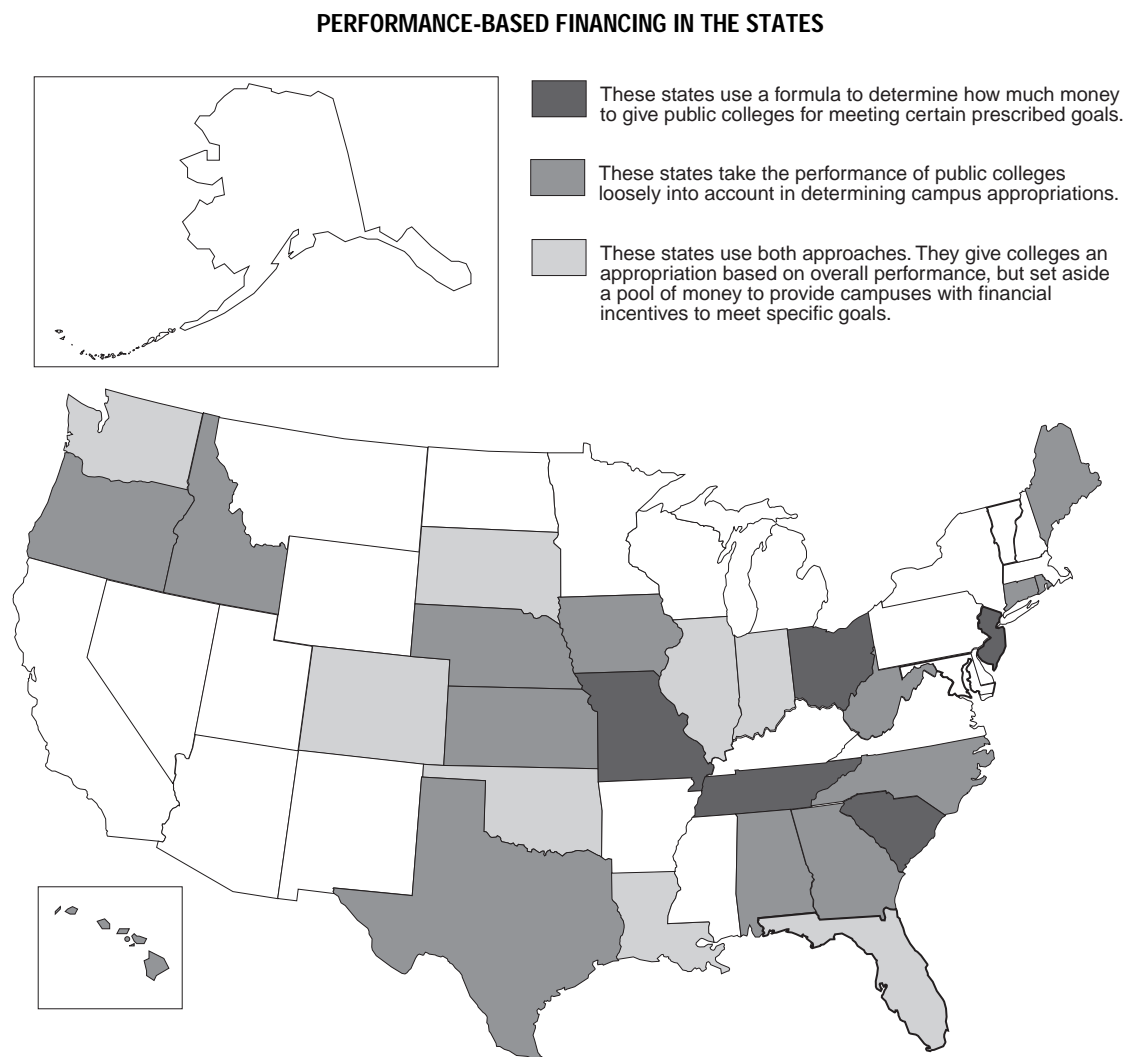 PERFORMANCE-BASED FINANCING IN THE STATES
These states use a formula to determine how much money
to give public colleges for meeting certain prescribed goals.
These states take the performance of public colleges
loosely into account in determining campus appropriations.
These states use both approaches. They give colleges an
appropriation based on overall performance, but set aside
a pool of money to provide campuses with financial
incentives to meet specific goals.